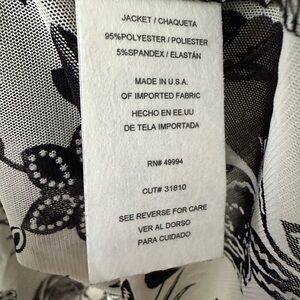 JACKET / CHAQUETA
95%POLYESTER / POLIESTER
5%SPANDEX / ELASTÁN
MADE IN U.S.A.
OF IMPORTED FABRIC
HECHO EN EE.UU
DE TELA IMPORTADA
RN# 49994
CUT# 31810
SEE REVERSE FOR CARE
VER AL DORSO
PARA CUIDADO